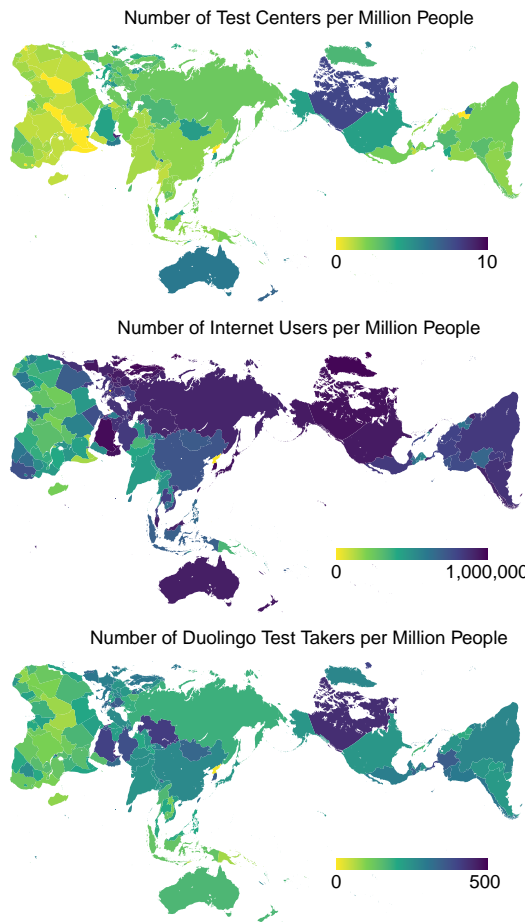 Number of Test Centers per Million People
0 10
Number of Internet Users per Million People
0 1,000,000
Number of Duolingo Test Takers per Million People
0 500